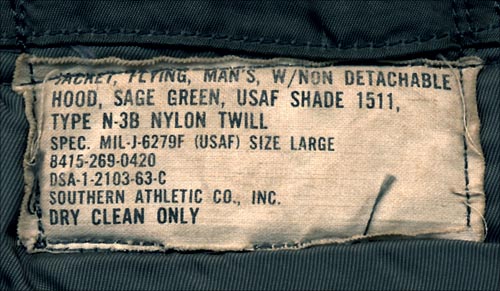 JACKET, FLYING, MAN'S, W/NON DETACHABLE
HOOD, SAGE GREEN, USAF SHADE 1511,
TYPE N-3B NYLON TWILL
SPEC. MIL-J-6279F (USAF) SIZE LARGE
8415-269-0420
DSA-1-2103-63-C
SOUTHERN ATHLETIC CO., INC.
DRY CLEAN ONLY